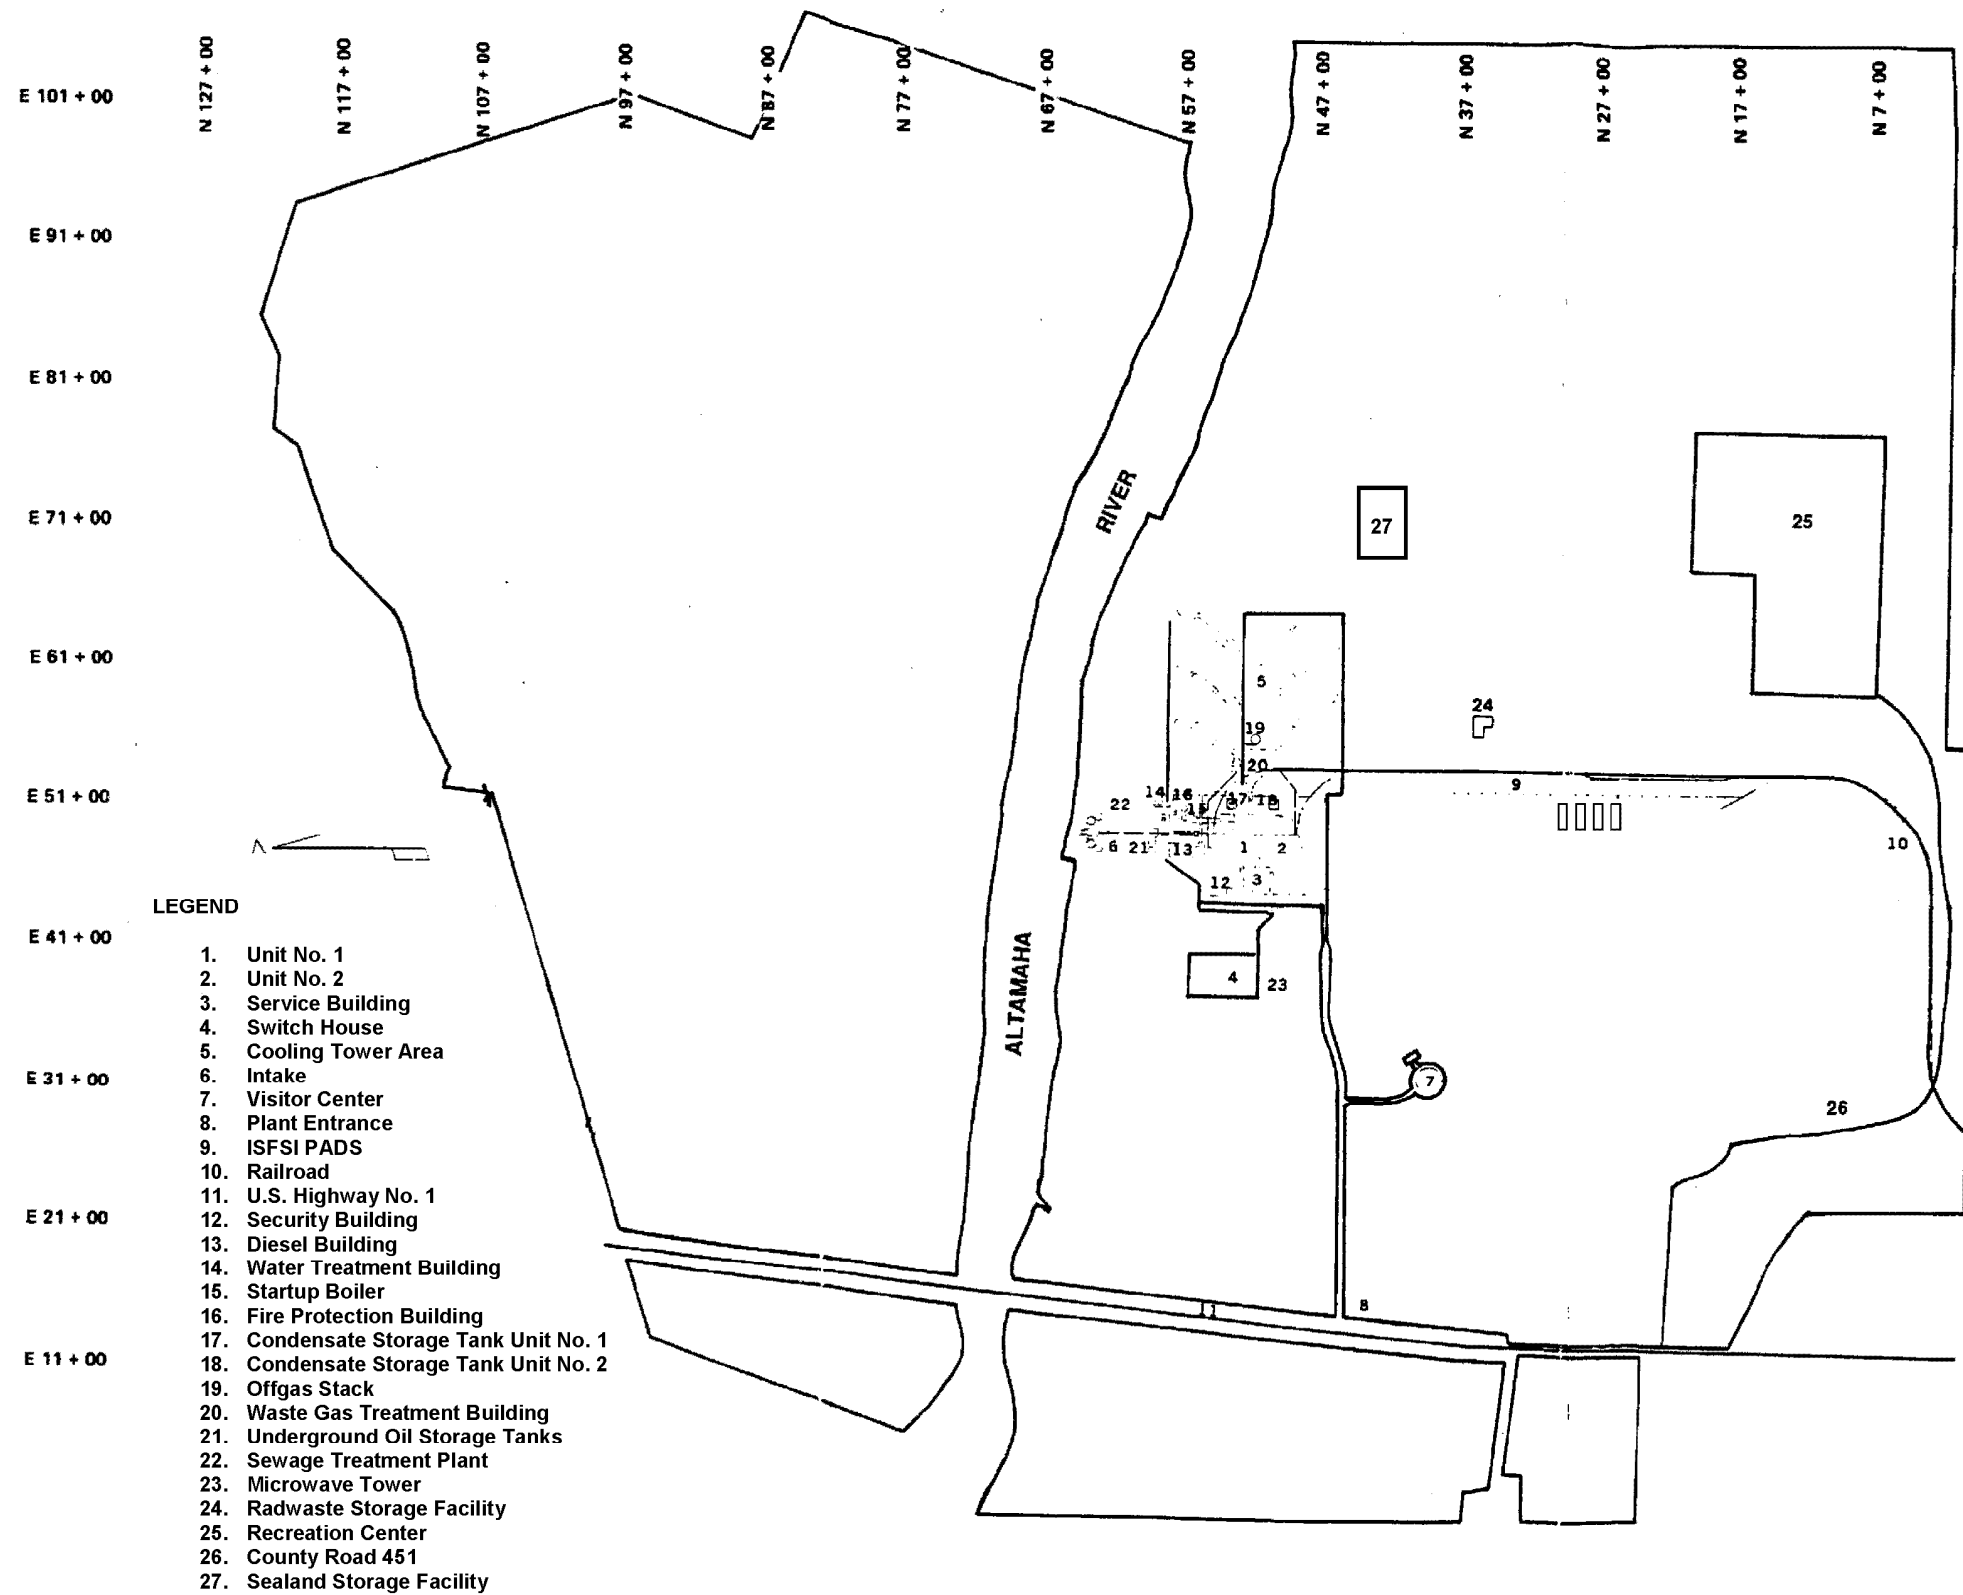 N 127 + 00
N 117 + 00
N 107 + 00
N 97 + 00
N 87 + 00
N 77 + 00
N 67 + 00
N 57 + 00
N 47 + 00
N 37 + 00
N 27 + 00
N 17 + 00
N 7 + 00
E 101 + 00
E 91 + 00
E 81 + 00
E 71 + 00
E 61 + 00
E 51 + 00
E 41 + 00
E 31 + 00
E 21 + 00
E 11 + 00
RIVER
ALTAMAHA
27
25
5
24
19
20
9
14
16
17
18
22
15
10
6
21
13
1
2
12
3
4
23
7
26
8
11
N
LEGEND
1. Unit No. 1
2. Unit No. 2
3. Service Building
4. Switch House
5. Cooling Tower Area
6. Intake
7. Visitor Center
8. Plant Entrance
9. ISFSI PADS
10. Railroad
11. U.S. Highway No. 1
12. Security Building
13. Diesel Building
14. Water Treatment Building
15. Startup Boiler
16. Fire Protection Building
17. Condensate Storage Tank Unit No. 1
18. Condensate Storage Tank Unit No. 2
19. Offgas Stack
20. Waste Gas Treatment Building
21. Underground Oil Storage Tanks
22. Sewage Treatment Plant
23. Microwave Tower
24. Radwaste Storage Facility
25. Recreation Center
26. County Road 451
27. Sealand Storage Facility